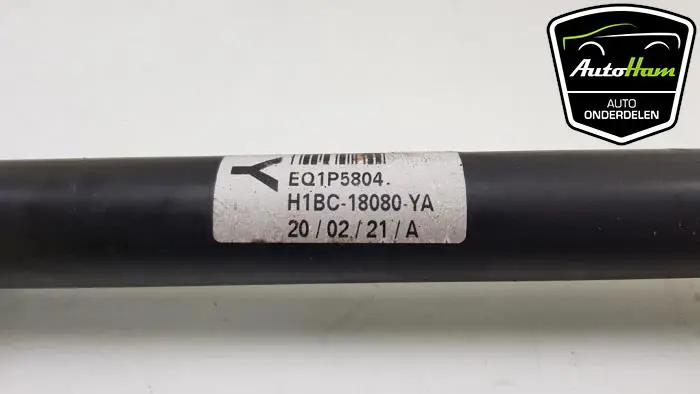 AutoHam
AUTO
ONDERDELEN
Y
EQ1P5804.
H1BC-18080-YA
20/02/21/A